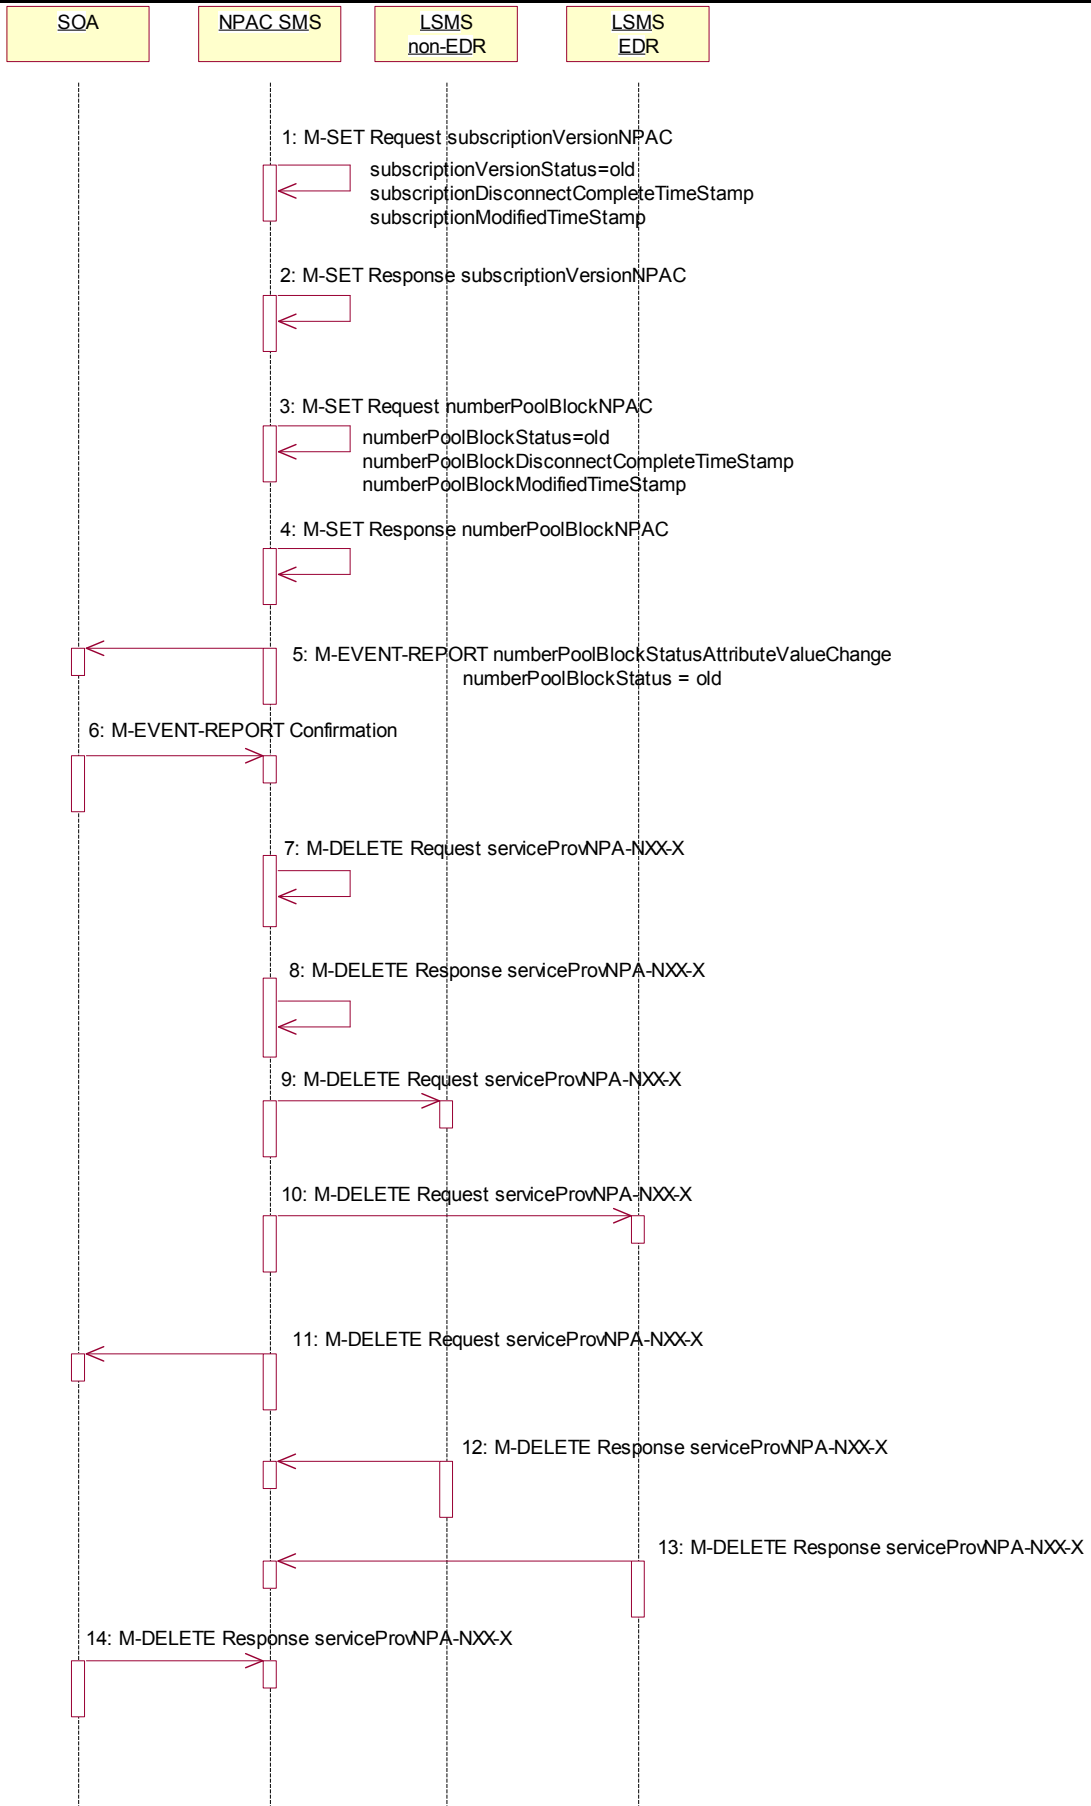 SOA
NPAC SMS
LSMS
non-EDR
LSMS
EDR
1: M-SET Request subscriptionVersionNPAC
subscriptionVersionStatus=old
subscriptionDisconnectCompleteTimeStamp
subscriptionModifiedTimeStamp
2: M-SET Response subscriptionVersionNPAC
3: M-SET Request numberPoolBlockNPAC
numberPoolBlockStatus=old
numberPoolBlockDisconnectCompleteTimeStamp
numberPoolBlockModifiedTimeStamp
4: M-SET Response numberPoolBlockNPAC
5: M-EVENT-REPORT numberPoolBlockStatusAttributeValueChange
numberPoolBlockStatus = old
6: M-EVENT-REPORT Confirmation
7: M-DELETE Request serviceProvNPA-NXX-X
8: M-DELETE Response serviceProvNPA-NXX-X
9: M-DELETE Request serviceProvNPA-NXX-X
10: M-DELETE Request serviceProvNPA-NXX-X
11: M-DELETE Request serviceProvNPA-NXX-X
12: M-DELETE Response serviceProvNPA-NXX-X
13: M-DELETE Response serviceProvNPA-NXX-X
14: M-DELETE Response serviceProvNPA-NXX-X